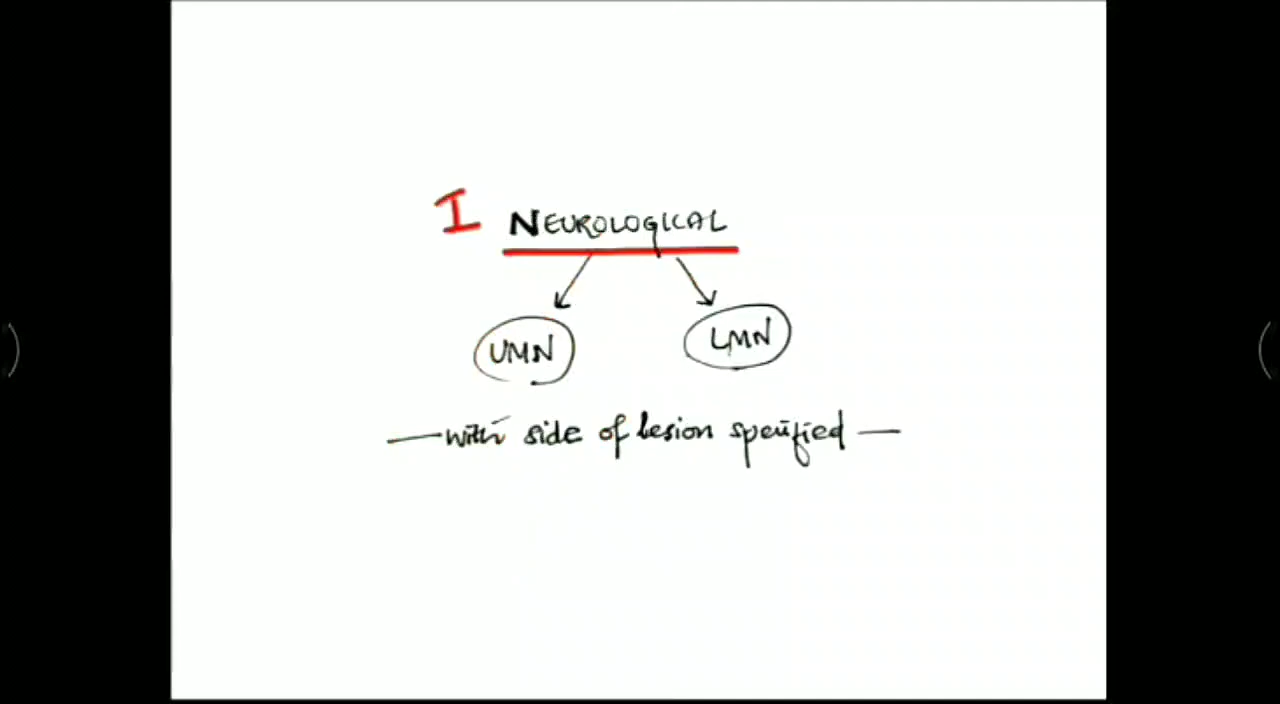 I NEUROLOGICAL
UMN LMN
—with side of lesion specified—